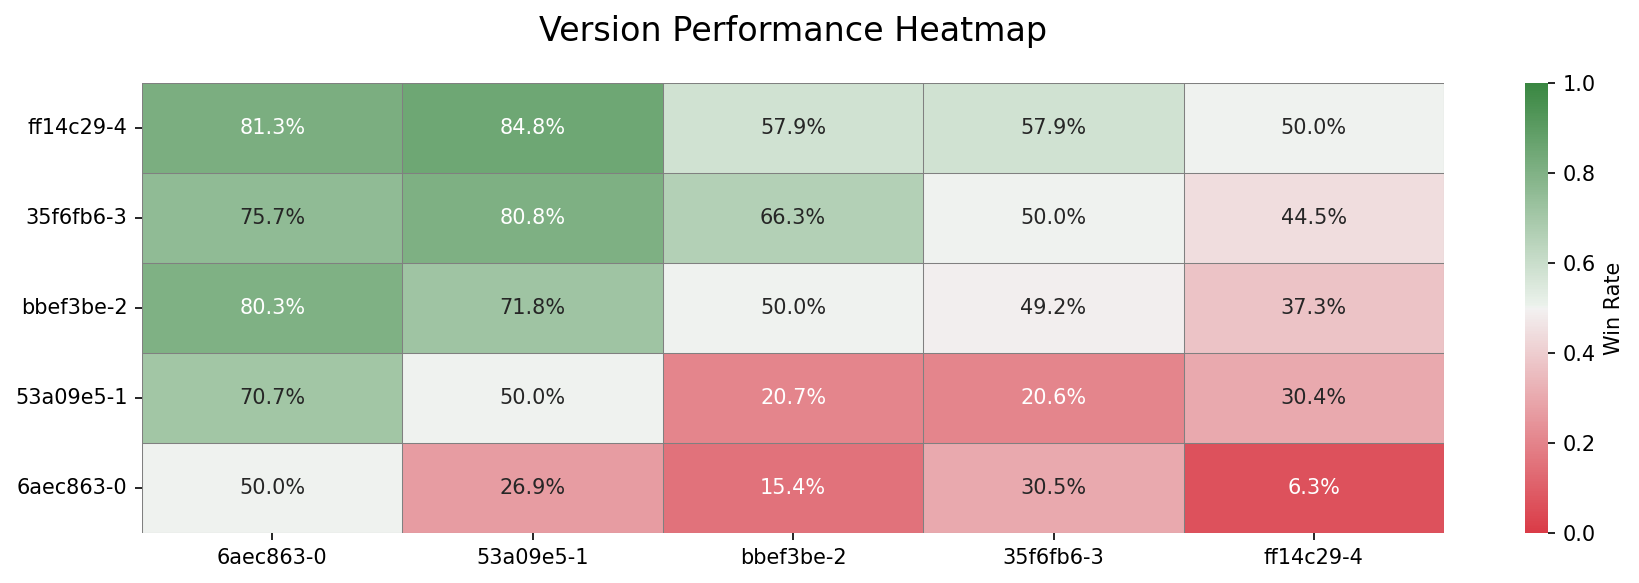 Version Performance Heatmap
ff14c29-4 81.3% 84.8% 57.9% 57.9% 50.0%
35f6fb6-3 75.7% 80.8% 66.3% 50.0% 44.5%
bbef3be-2 80.3% 71.8% 50.0% 49.2% 37.3%
53a09e5-1 70.7% 50.0% 20.7% 20.6% 30.4%
6aec863-0 50.0% 26.9% 15.4% 30.5% 6.3%
6aec863-0 53a09e5-1 bbef3be-2 35f6fb6-3 ff14c29-4
1.0
0.8
0.6
0.4
0.2
0.0
Win Rate